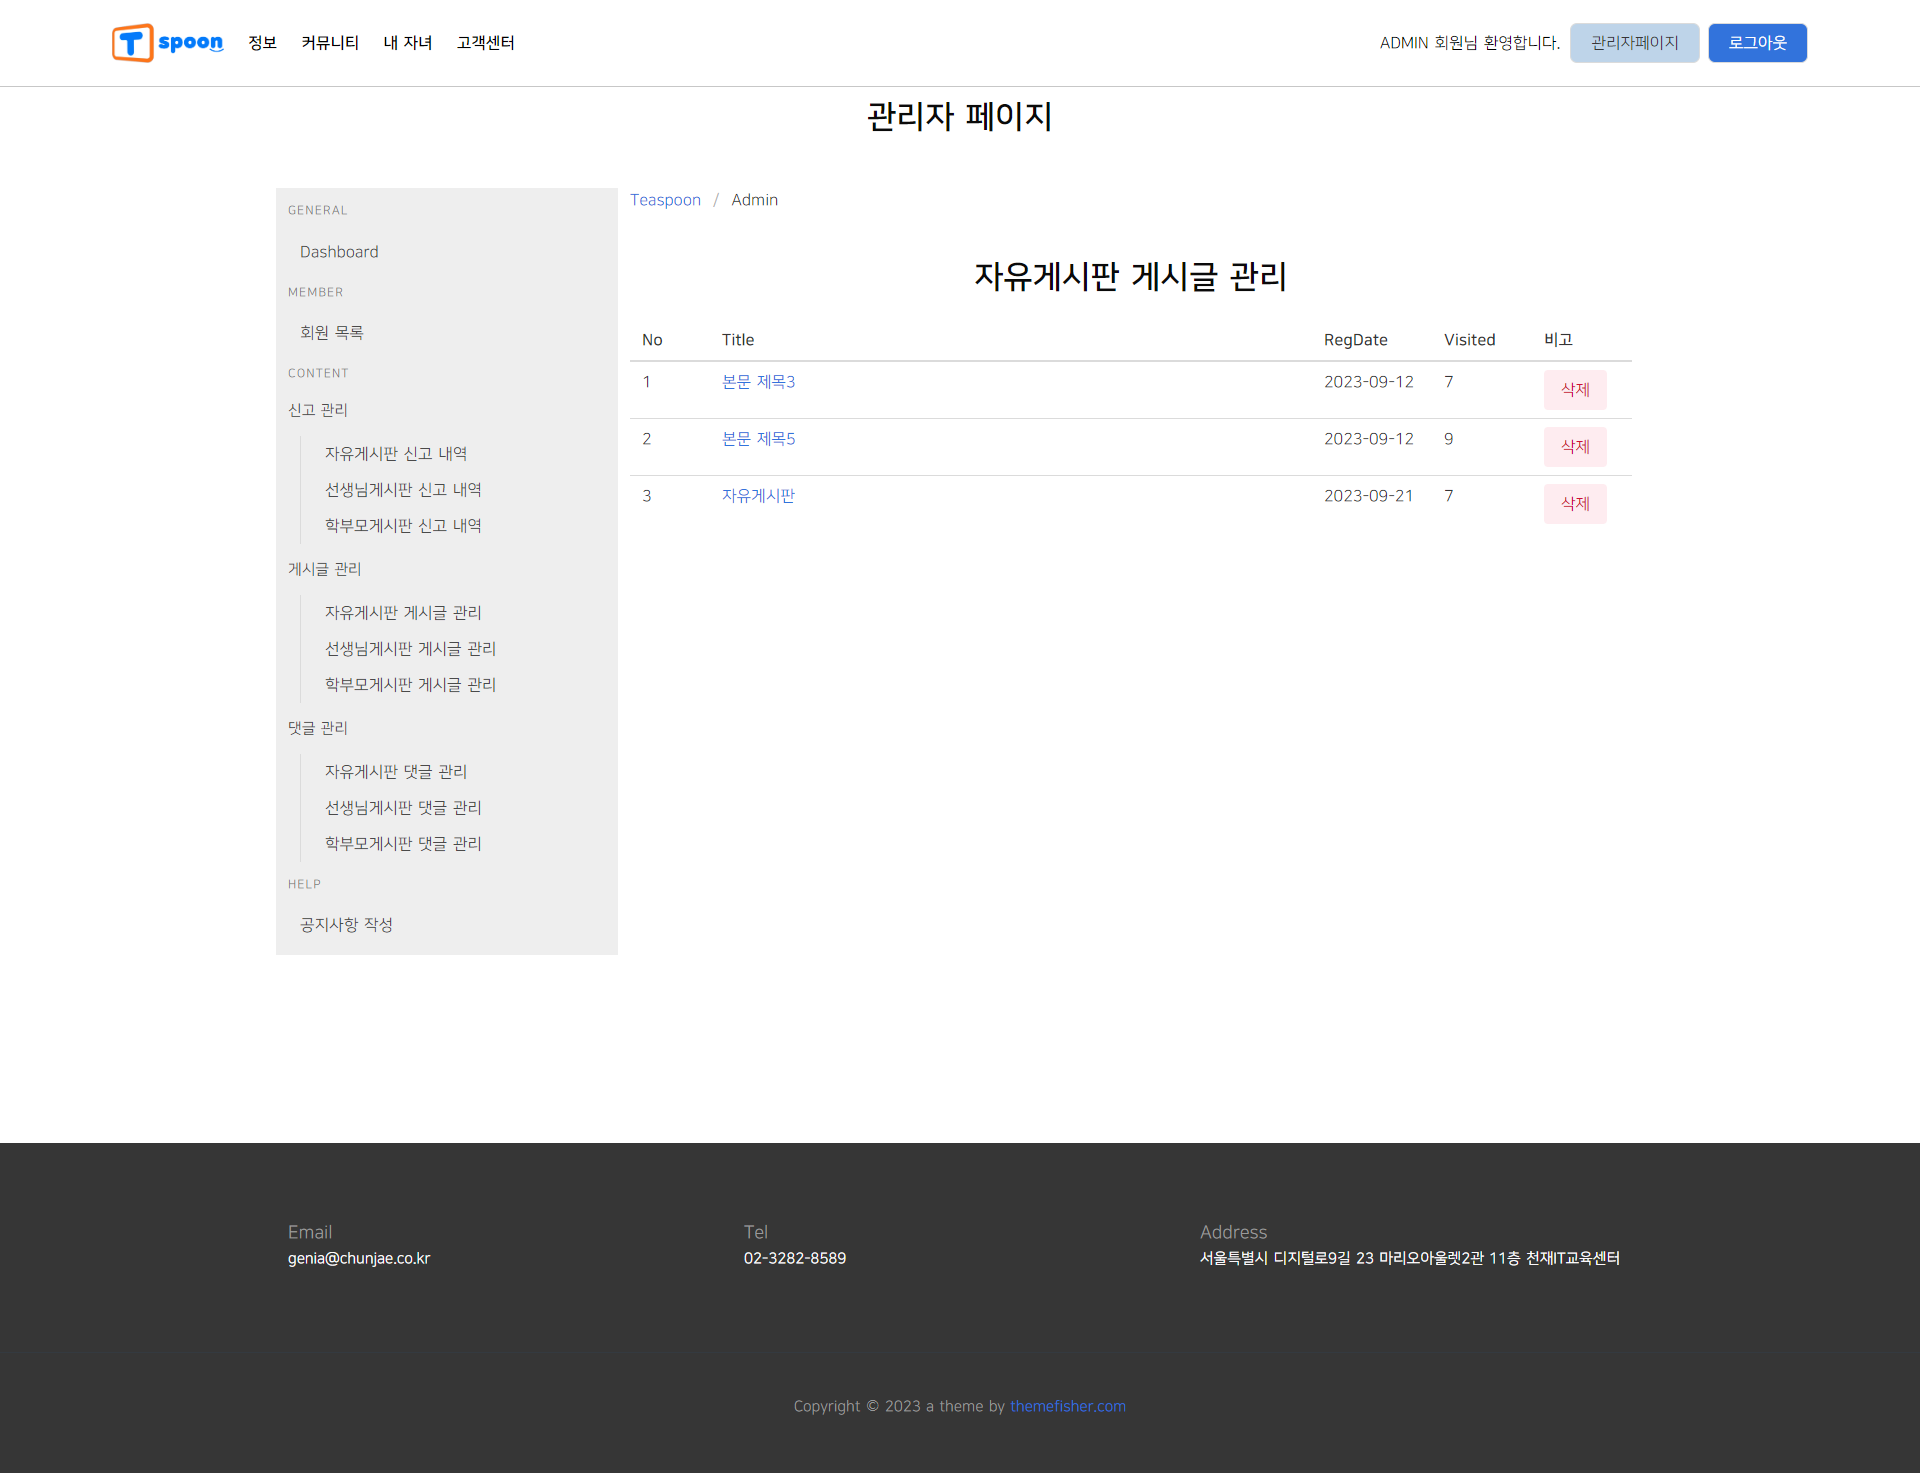 T spoon 정보 커뮤니티 내 자녀 고객센터 ADMIN 회원님 환영합니다. 관리자페이지 로그아웃
관리자 페이지
GENERAL
Dashboard
MEMBER
회원 목록
CONTENT
신고 관리
자유게시판 신고 내역
선생님게시판 신고 내역
학부모게시판 신고 내역
게시글 관리
자유게시판 게시글 관리
선생님게시판 게시글 관리
학부모게시판 게시글 관리
댓글 관리
자유게시판 댓글 관리
선생님게시판 댓글 관리
학부모게시판 댓글 관리
HELP
공지사항 작성
Teaspoon / Admin
자유게시판 게시글 관리
No Title RegDate Visited 비고
1 본문 제목3 2023-09-12 7 삭제
2 본문 제목5 2023-09-12 9 삭제
3 자유게시판 2023-09-21 7 삭제
Email
genia@chunjae.co.kr
Tel
02-3282-8589
Address
서울특별시 디지털로9길 23 마리오아울렛2관 11층 천재IT교육센터
Copyright © 2023 a theme by themefisher.com